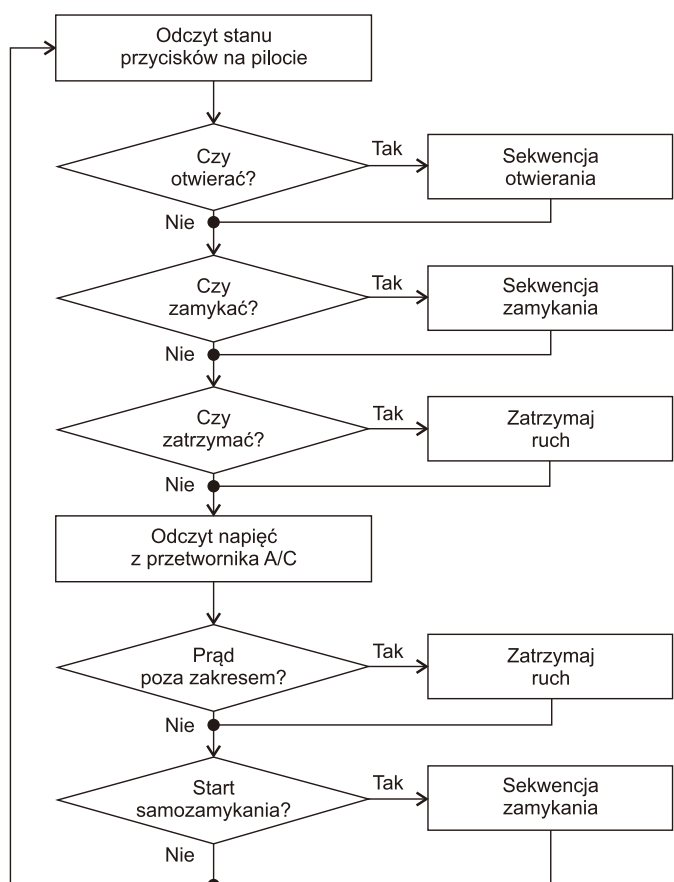 Odczyt stanu
przycisków na pilocie
Czy
otwierać?
Tak
Sekwencja
otwierania
Nie
Czy
zamykać?
Tak
Sekwencja
zamykania
Nie
Czy
zatrzymać?
Tak
Zatrzymaj
ruch
Nie
Odczyt napięć
z przetwornika A/C
Prąd
poza zakresem?
Tak
Zatrzymaj
ruch
Nie
Start
samozamykania?
Tak
Sekwencja
zamykania
Nie